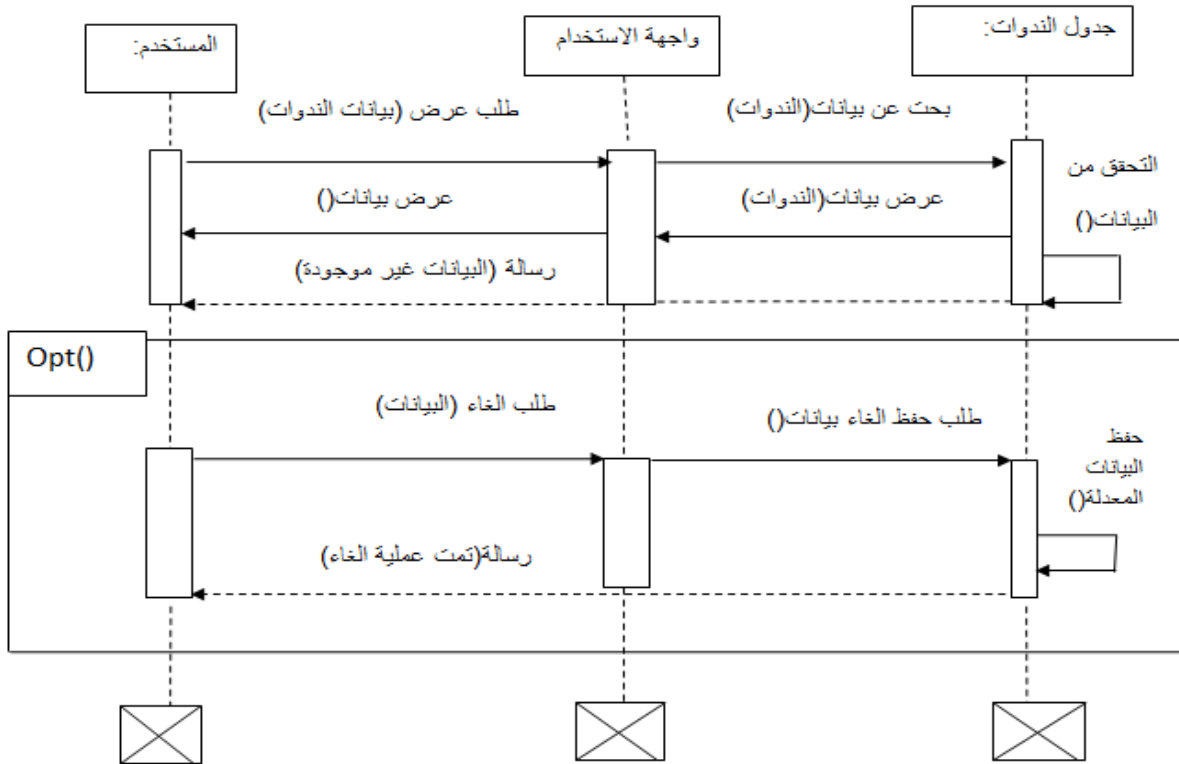 المستخدم:
واجهة الاستخدام
جدول الندوات:
طلب عرض (بيانات الندوات)
بحت عن بيانات(الندوات)
التحقق من
البيانات()
عرض بيانات()
عرض بيانات(الندوات)
رسالة (البيانات غير موجودة)
Opt()
طلب الغاء (البيانات)
طلب حفظ الغاء بيانات()
حفظ
البيانات
المعدلة()
رسالة(تمت عملية الغاء)